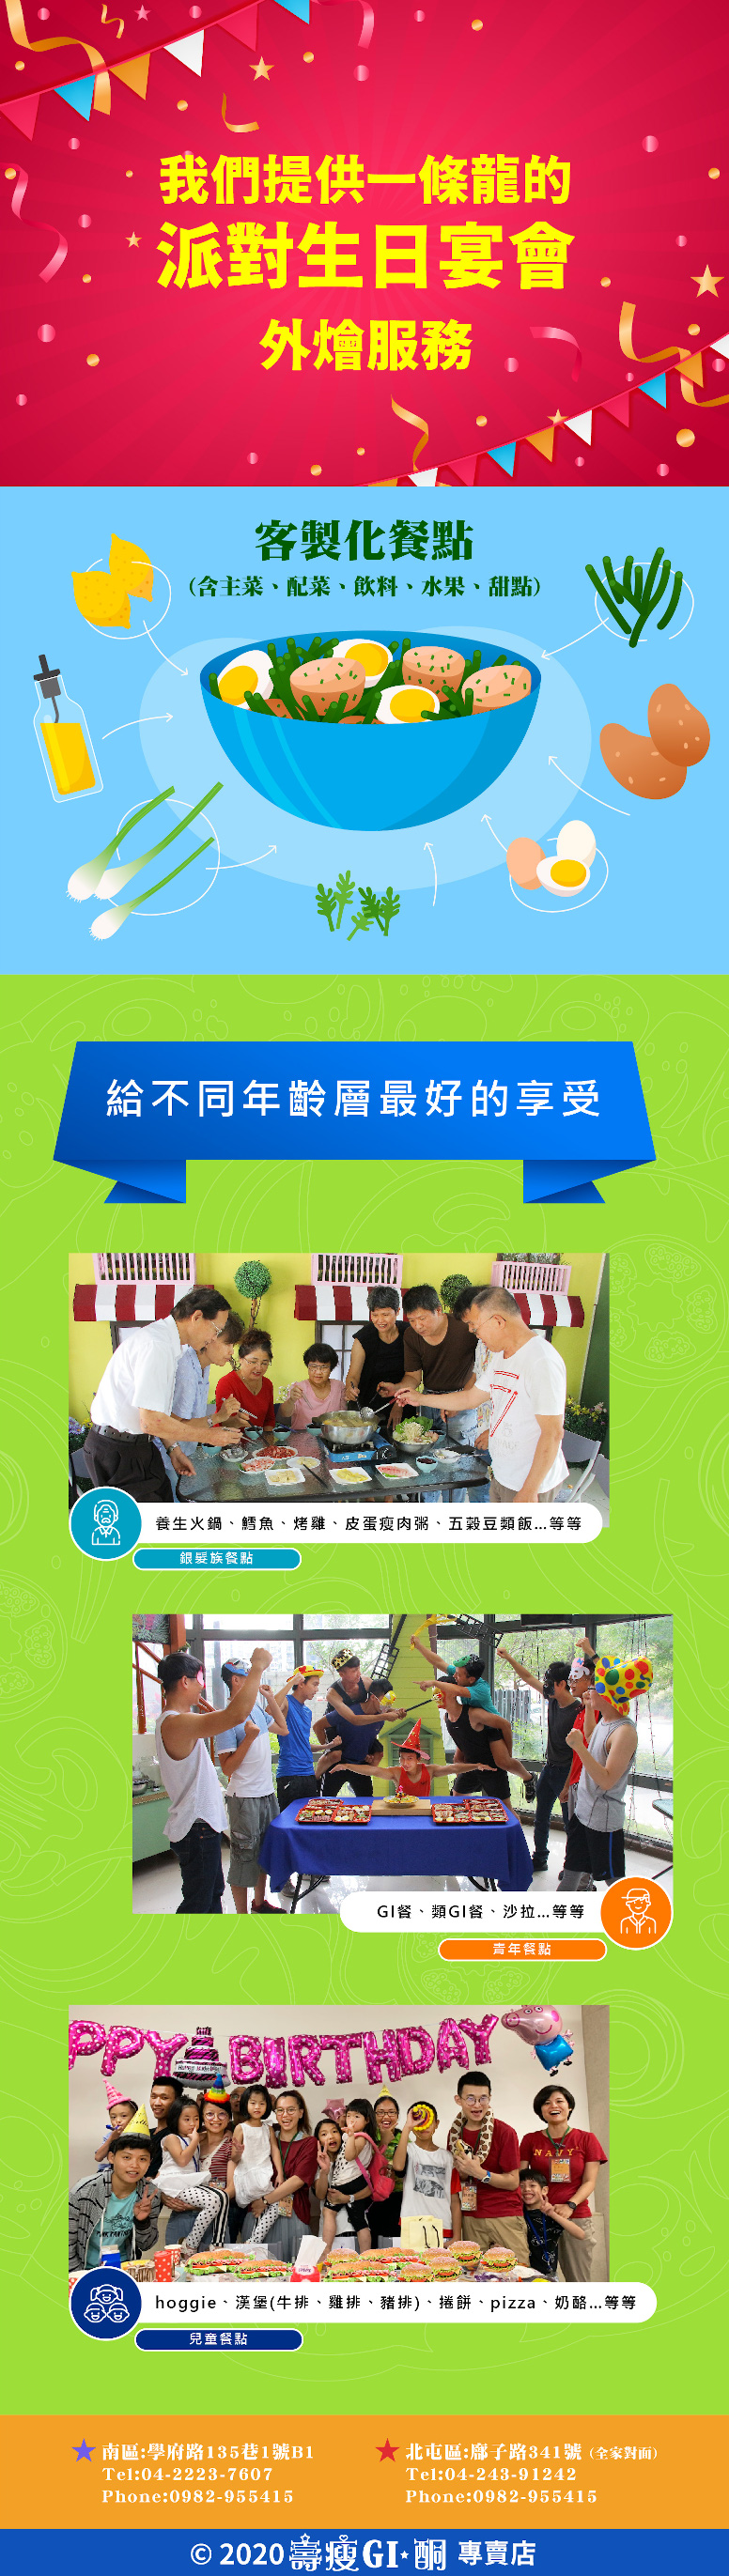 我們提供一條龍的
派對生日宴會
外燴服務
客製化餐點
(含主菜、配菜、飲料、水果、甜點)
給不同年齡層最好的享受
養生火鍋、鱈魚、烤雞、皮蛋瘦肉粥、五穀豆類飯...等等
銀髮族餐點
GI餐、類GI餐、沙拉...等等
青年餐點
PPY BIRTHDAY
NAVY
hoggie、漢堡(牛排、雞排、豬排)、捲餅、pizza、奶酪...等等
兒童餐點
南區:學府路135巷1號B1
Tel:04-2223-7607
Phone:0982-955415
北屯區:廍子路341號 (全家對面)
Tel:04-243-91242
Phone:0982-955415
© 2020 壽瘦GI·酮 專賣店